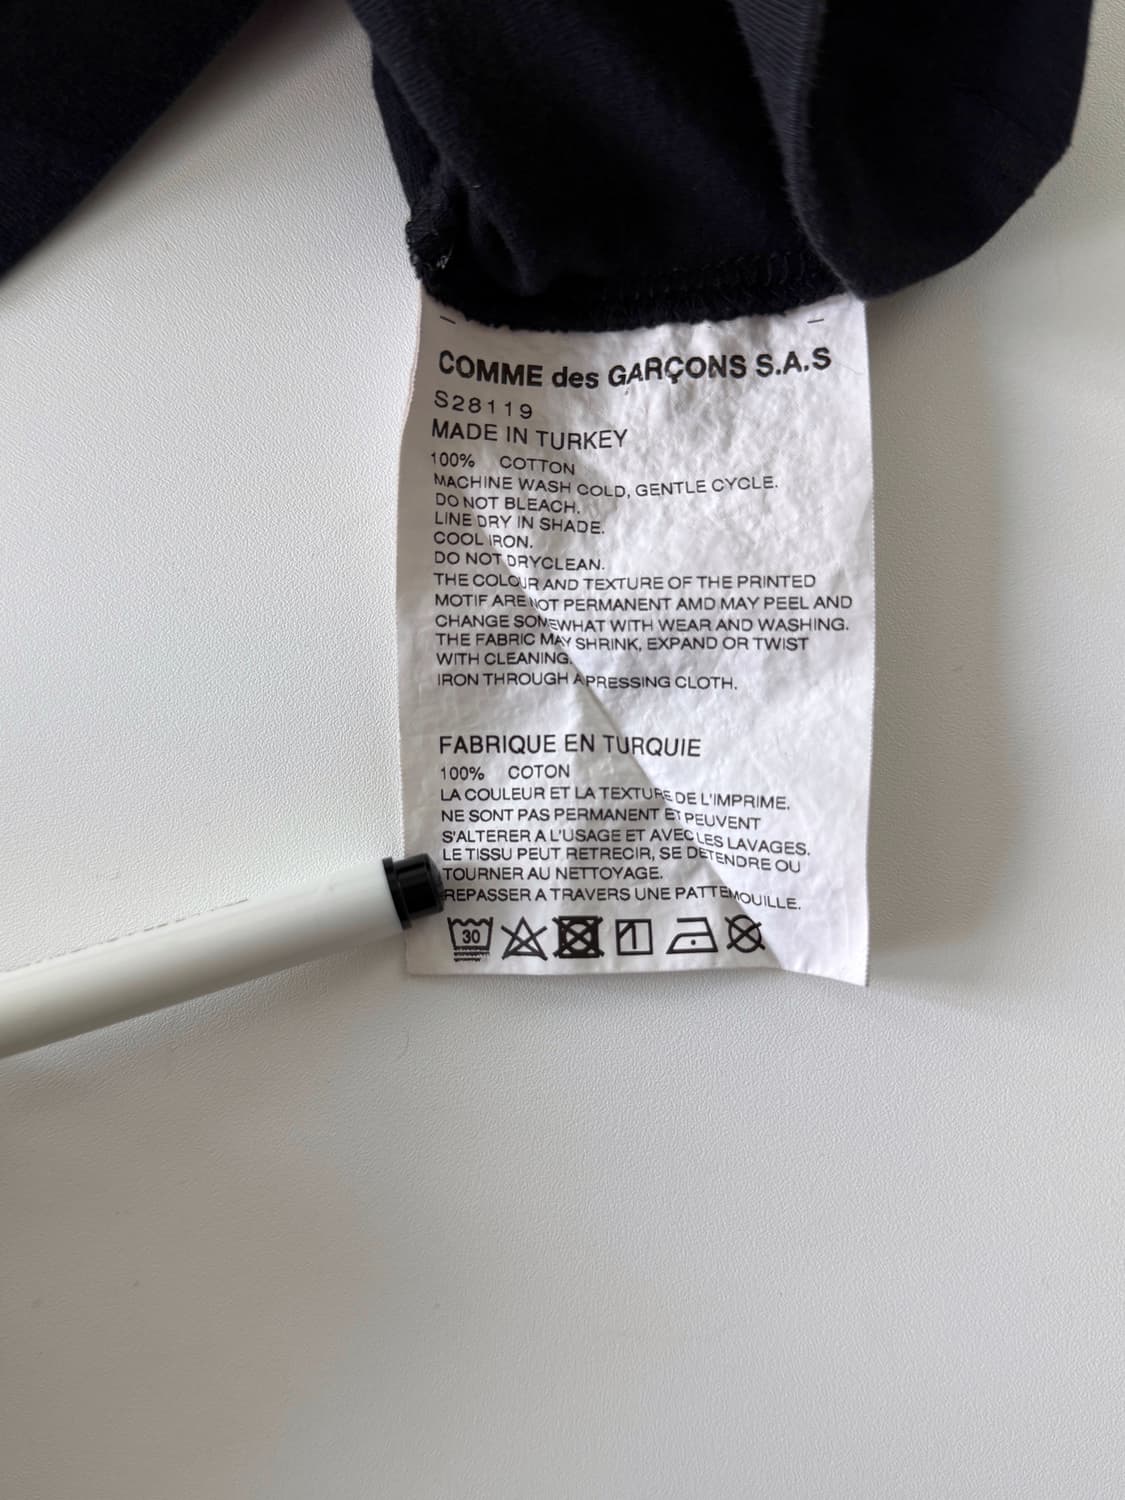 COMME des GARÇONS S.A.S
S28119
MADE IN TURKEY
100% COTTON
MACHINE WASH COLD, GENTLE CYCLE.
DO NOT BLEACH.
LINE DRY IN SHADE.
COOL IRON.
DO NOT DRYCLEAN.
THE COLOUR AND TEXTURE OF THE PRINTED
MOTIF ARE NOT PERMANENT AMD MAY PEEL AND
CHANGE SOMEWHAT WITH WEAR AND WASHING.
THE FABRIC MAY SHRINK, EXPAND OR TWIST
WITH CLEANING.
IRON THROUGH A PRESSING CLOTH.
FABRIQUE EN TURQUIE
100% COTON
LA COULEUR ET LA TEXTURE DE L'IMPRIME.
NE SONT PAS PERMANENT ET PEUVENT
S'ALTERER A L'USAGE ET AVEC LES LAVAGES.
LE TISSU PEUT RETRECIR, SE DETENDRE OU
TOURNER AU NETTOYAGE.
REPASSER A TRAVERS UNE PATTEMOUILLE.
30